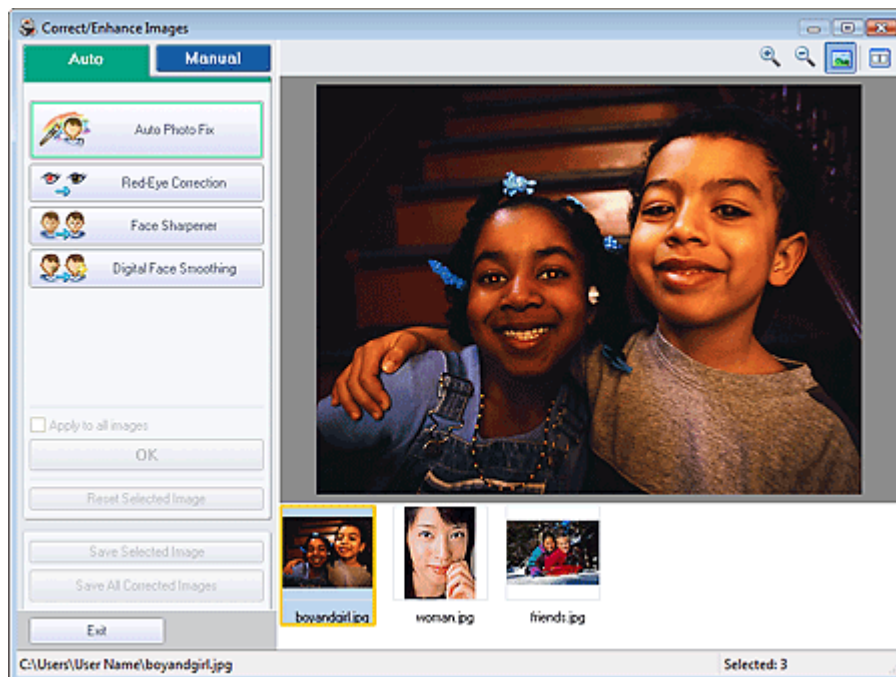 Correct/Enhance Images
Auto
Manual
Auto Photo Fix
Red-Eye Correction
Face Sharpener
Digital Face Smoothing
Apply to all images
OK
Reset Selected Image
Save Selected Image
Save All Corrected Images
Exit
boyandgirl.jpg
woman.jpg
friends.jpg
C:\Users\User Name\boyandgirl.jpg
Selected: 3